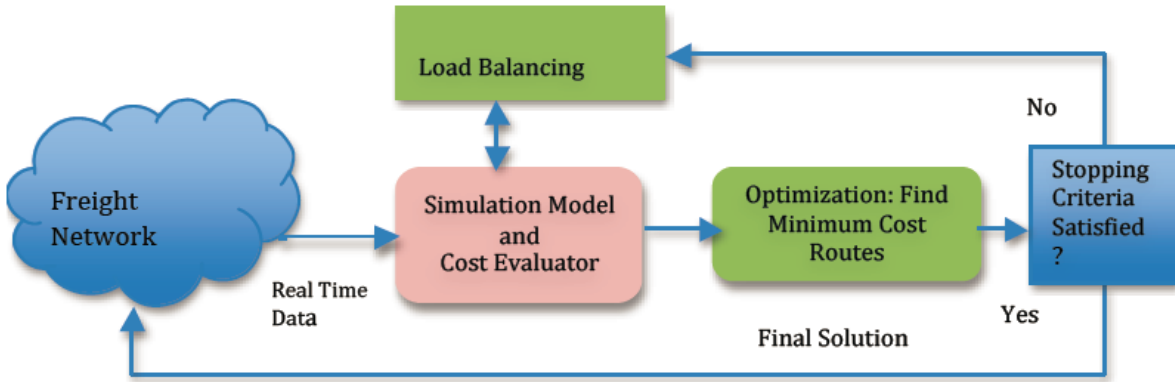 Load Balancing
No
Freight
Network
Simulation Model
and
Cost Evaluator
Optimization: Find
Minimum Cost
Routes
Stopping
Criteria
Satisfied
?
Real Time
Data
Yes
Final Solution